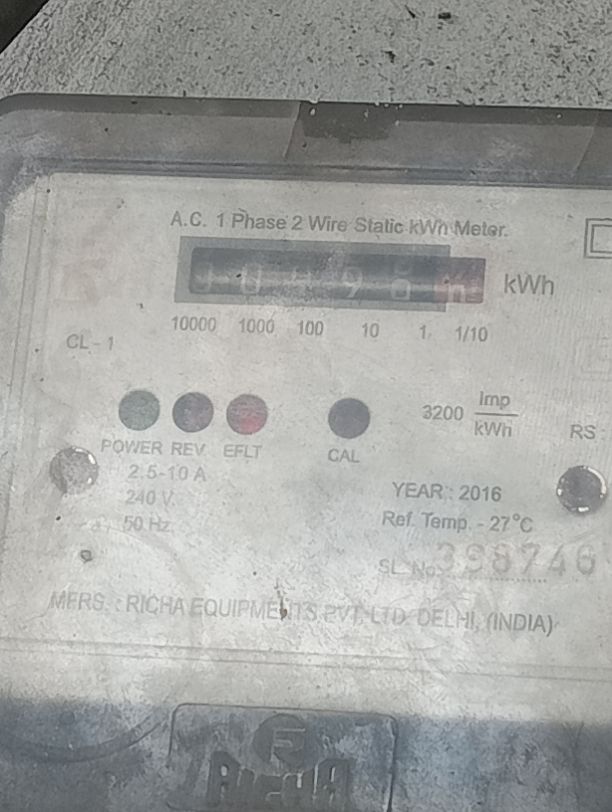 A.C. 1 Phase 2 Wire Static kWh Meter.
kWh
10000 1000 100 10 1 1/10
CL - 1
3200 Imp/kWh
POWER REV EFLT CAL
RS
2.5-10 A
240 V
50 Hz
YEAR : 2016
Ref. Temp. - 27°C
SL. No. 398746
MFRS. : RICHA EQUIPMENTS PVT. LTD. DELHI, (INDIA)
RICHA